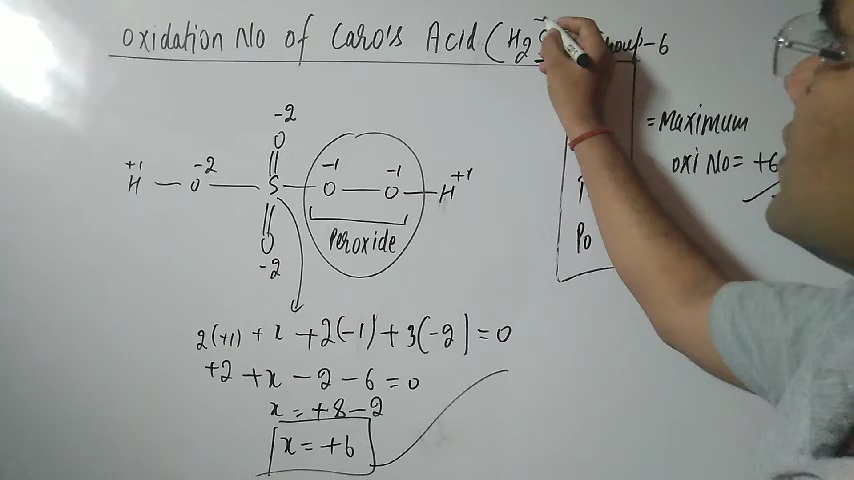 Oxidation No of Caro's Acid (H2
-6
= Maximum
oxi No = +6
Po
-2
O
+1 -2 -1 -1 +1
H — O — S — O — O — H
Peroxide
O
-2
2(+1) + x + 2(-1) + 3(-2) = 0
+2 + x - 2 - 6 = 0
x = +8 - 2
x = +6